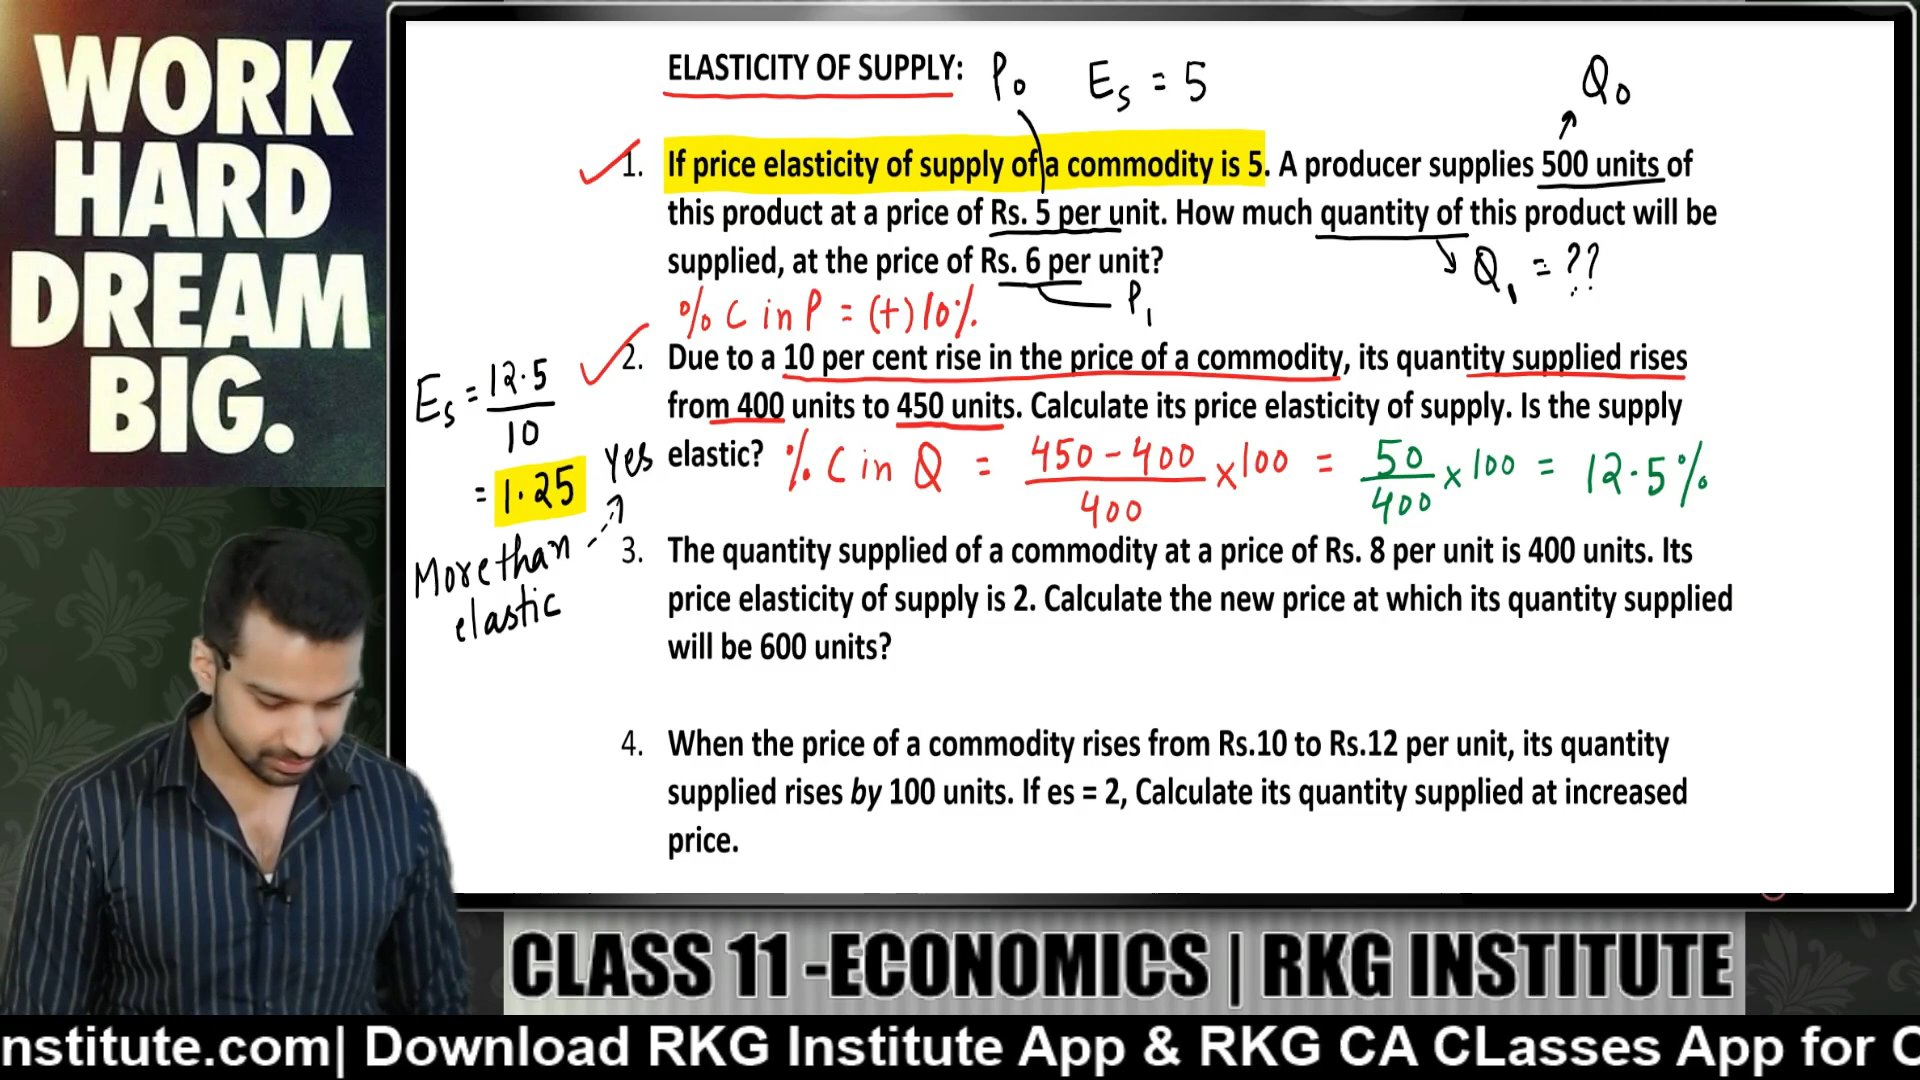 WORK
HARD
DREAM
BIG.
ELASTICITY OF SUPPLY: P0 Es = 5 Q0
1. If price elasticity of supply of a commodity is 5. A producer supplies 500 units of
this product at a price of Rs. 5 per unit. How much quantity of this product will be
supplied, at the price of Rs. 6 per unit? Q1 = ??
% C in P = (+) 10% P1
2. Due to a 10 per cent rise in the price of a commodity, its quantity supplied rises
from 400 units to 450 units. Calculate its price elasticity of supply. Is the supply
elastic? % C in Q = 450 - 400 / 400 x 100 = 50 / 400 x 100 = 12.5%
Es = 12.5 / 10
= 1.25 Yes
More than
elastic
3. The quantity supplied of a commodity at a price of Rs. 8 per unit is 400 units. Its
price elasticity of supply is 2. Calculate the new price at which its quantity supplied
will be 600 units?
4. When the price of a commodity rises from Rs.10 to Rs.12 per unit, its quantity
supplied rises by 100 units. If es = 2, Calculate its quantity supplied at increased
price.
CLASS 11 -ECONOMICS | RKG INSTITUTE
nstitute.com| Download RKG Institute App & RKG CA CLasses App for C